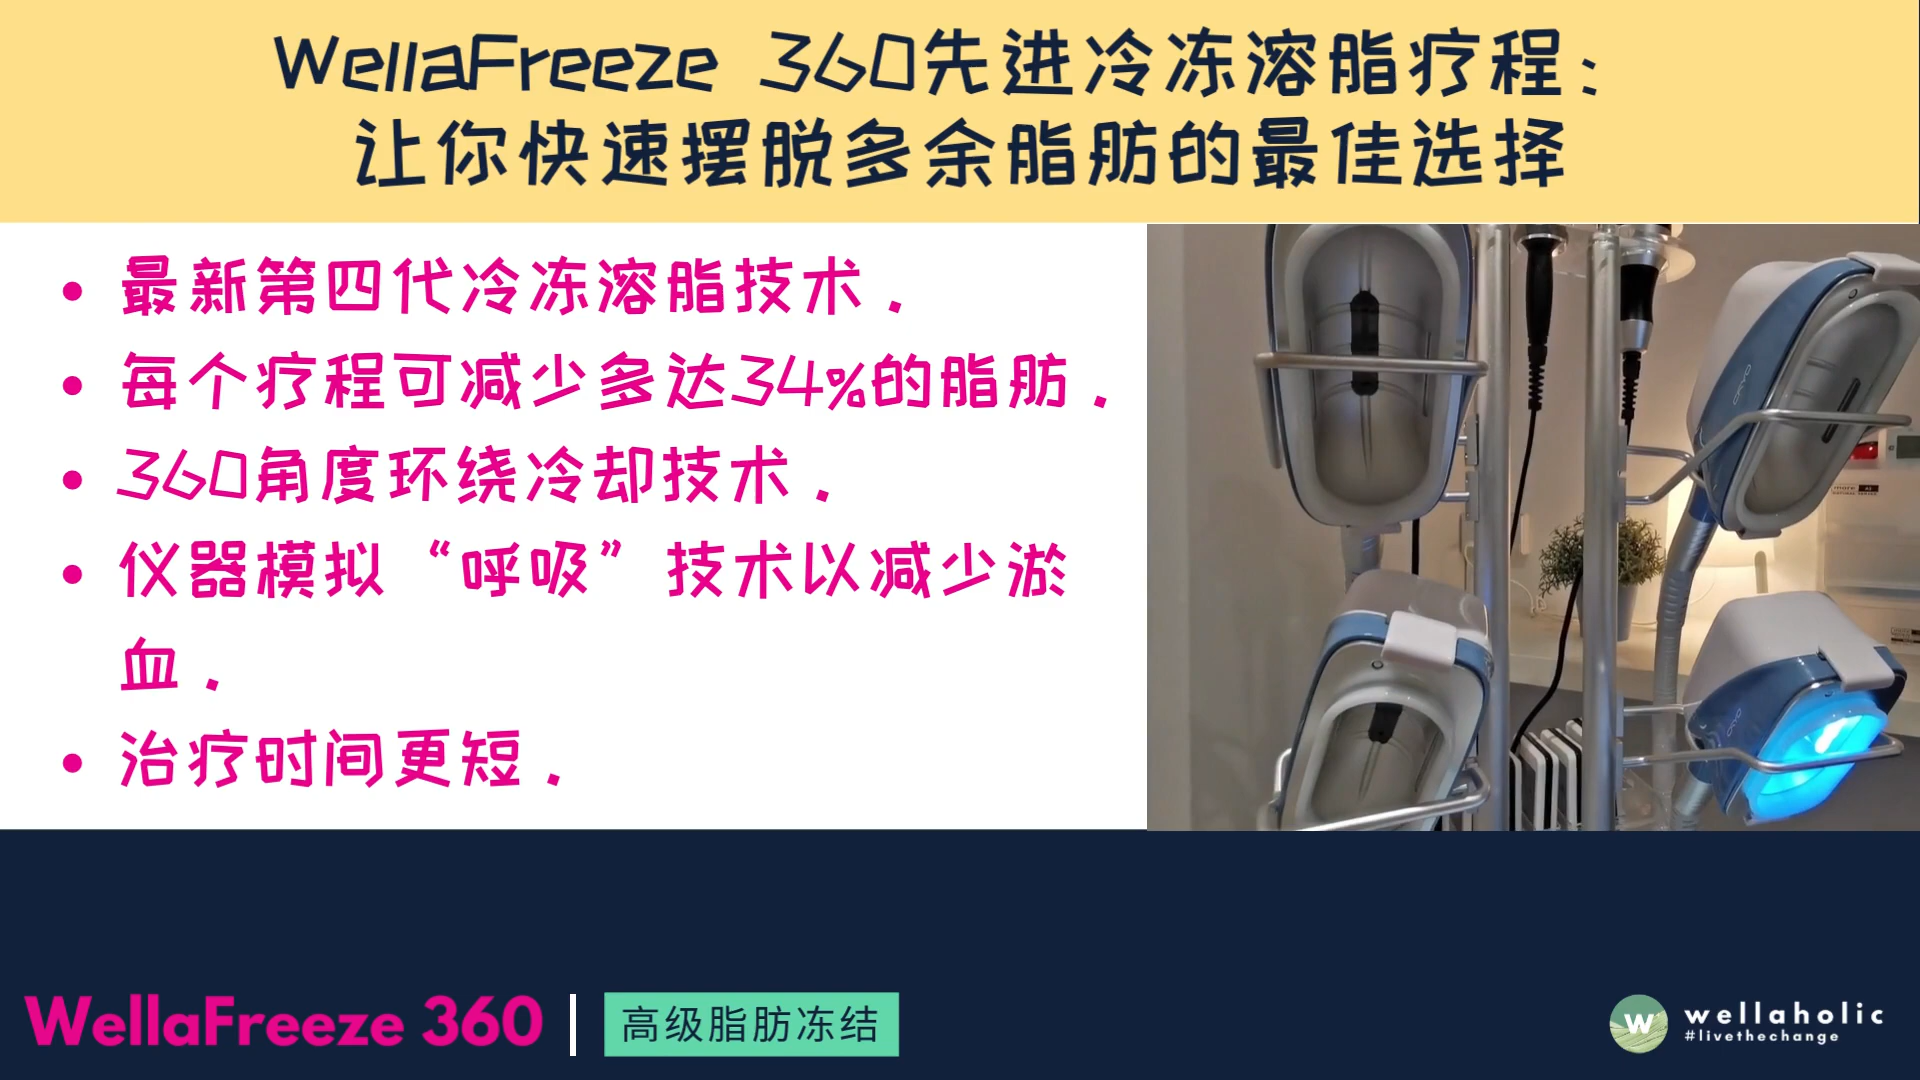 WellaFreeze 360先进冷冻溶脂疗程：
让你快速摆脱多余脂肪的最佳选择
• 最新第四代冷冻溶脂技术．
• 每个疗程可减少多达34%的脂肪．
• 360角度环绕冷却技术．
• 仪器模拟“呼吸”技术以减少淤
血．
• 治疗时间更短．
CRYO
CRYO
WellaFreeze 360
高级脂肪冻结
W
wellaholic
#livethechange